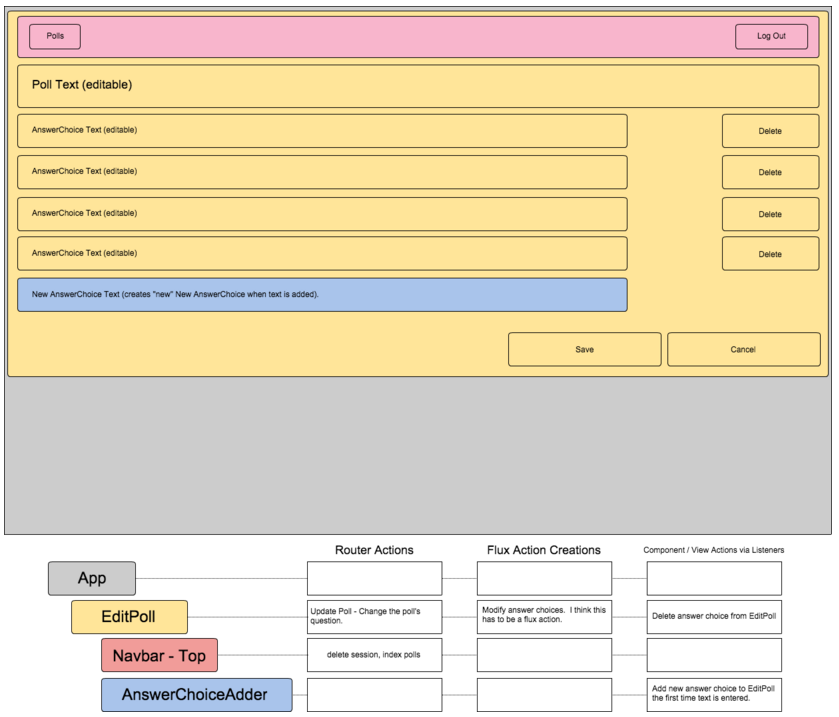 Polls
Log Out
Poll Text (editable)
AnswerChoice Text (editable)
Delete
AnswerChoice Text (editable)
Delete
AnswerChoice Text (editable)
Delete
AnswerChoice Text (editable)
Delete
New AnswerChoice Text (creates "new" New AnswerChoice when text is added).
Save
Cancel
Router Actions
Flux Action Creations
Component / View Actions via Listeners
App
EditPoll
Update Poll - Change the poll's
question.
Modify answer choices.  I think this
has to be a flux action.
Delete answer choice from EditPoll
Navbar - Top
delete session, index polls
AnswerChoiceAdder
Add new answer choice to EditPoll
the first time text is entered.